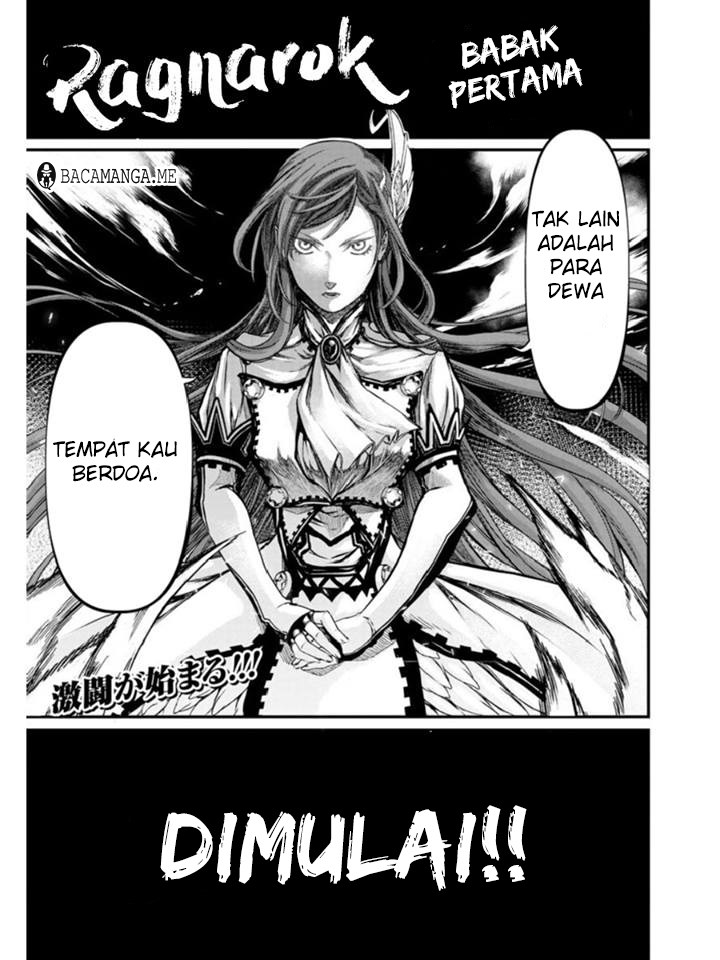 Ragnarok
BABAK
PERTAMA
BACAMANGA.ME
TAK LAIN
ADALAH
PARA
DEWA
TEMPAT KAU
BERDOA.
激闘が始まる!!!
DIMULAI!!